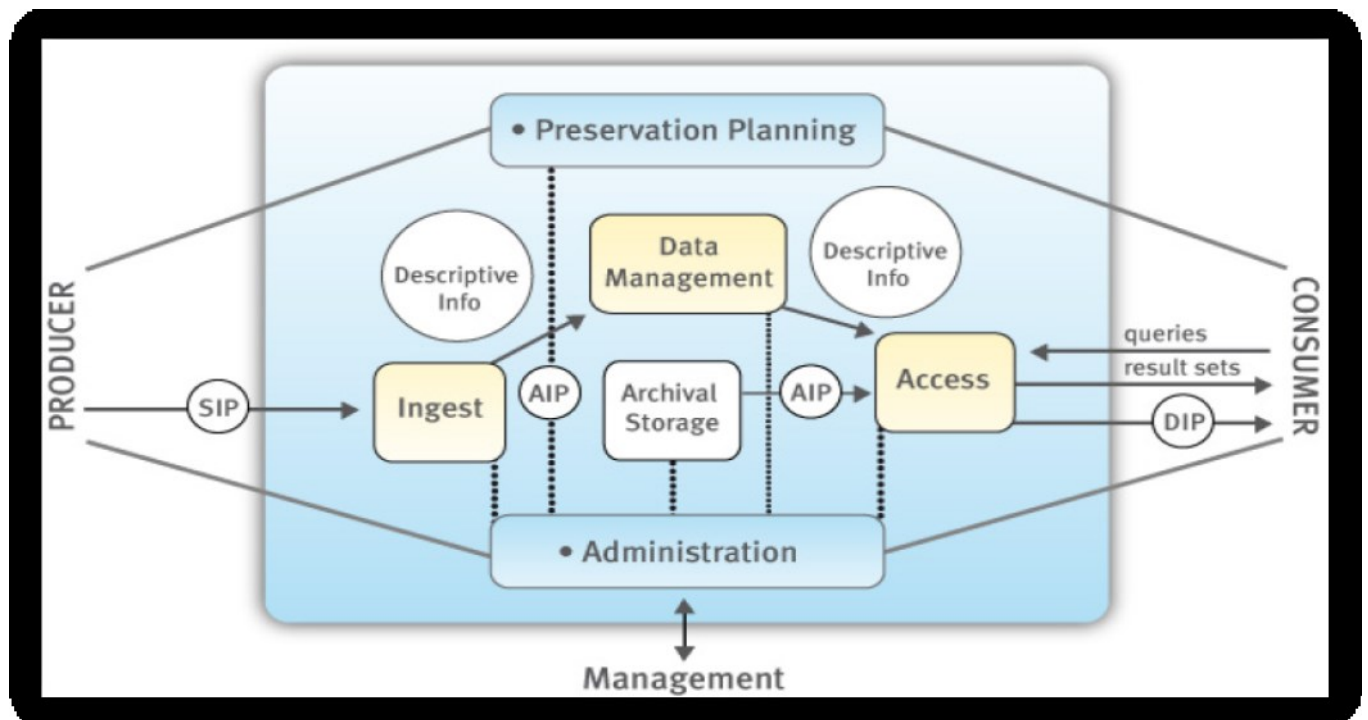 • Preservation Planning
Descriptive
Info
Data
Management
Descriptive
Info
PRODUCER
CONSUMER
queries
result sets
SIP
Ingest
AIP
Archival
Storage
AIP
Access
DIP
• Administration
Management